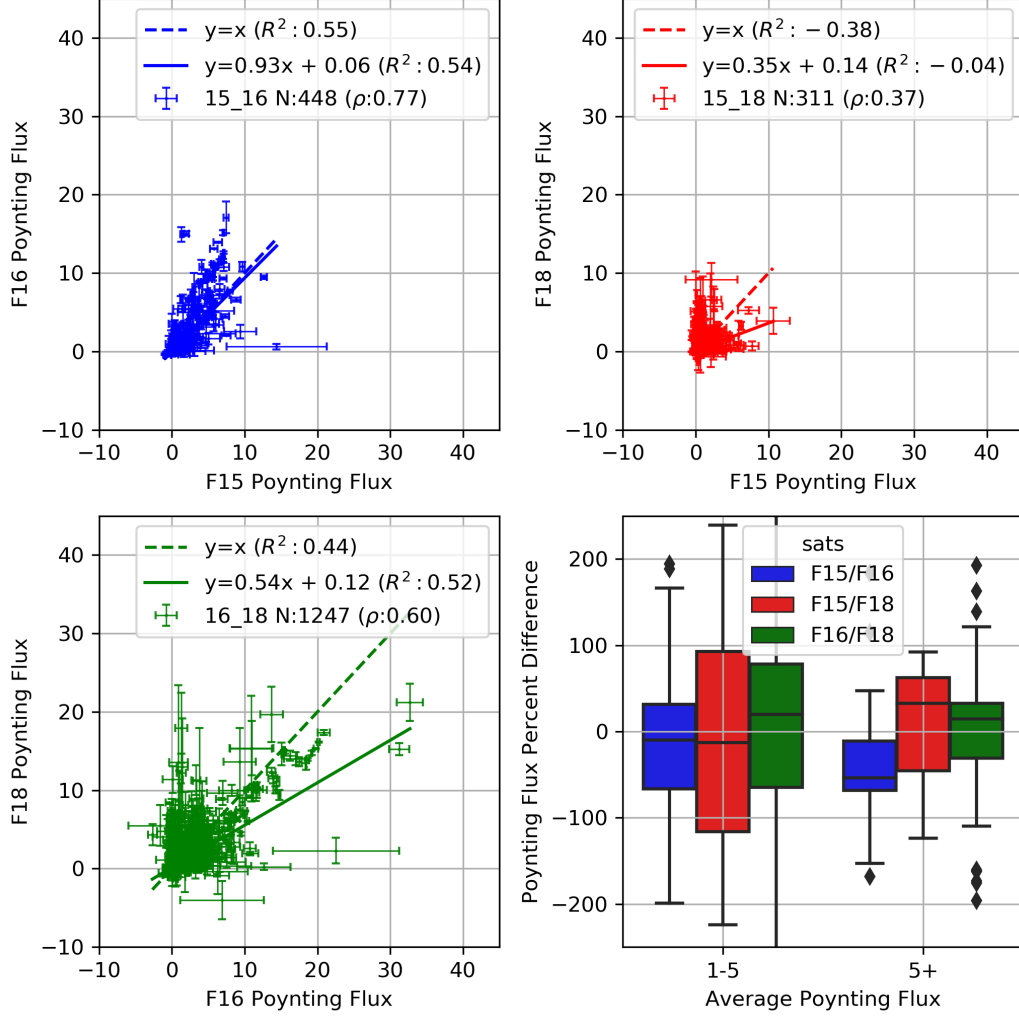 y=x (R²: 0.55)
y=0.93x + 0.06 (R²: 0.54)
15_16 N:448 (ρ:0.77)
40
30
20
10
0
−10
F16 Poynting Flux
−10 0 10 20 30 40
F15 Poynting Flux
y=x (R²: −0.38)
y=0.35x + 0.14 (R²: −0.04)
15_18 N:311 (ρ:0.37)
40
30
20
10
0
−10
F18 Poynting Flux
−10 0 10 20 30 40
F15 Poynting Flux
y=x (R²: 0.44)
y=0.54x + 0.12 (R²: 0.52)
16_18 N:1247 (ρ:0.60)
40
30
20
10
0
−10
F18 Poynting Flux
−10 0 10 20 30 40
F16 Poynting Flux
sats
F15/F16
F15/F18
F16/F18
200
100
0
−100
−200
Poynting Flux Percent Difference
1-5 5+
Average Poynting Flux